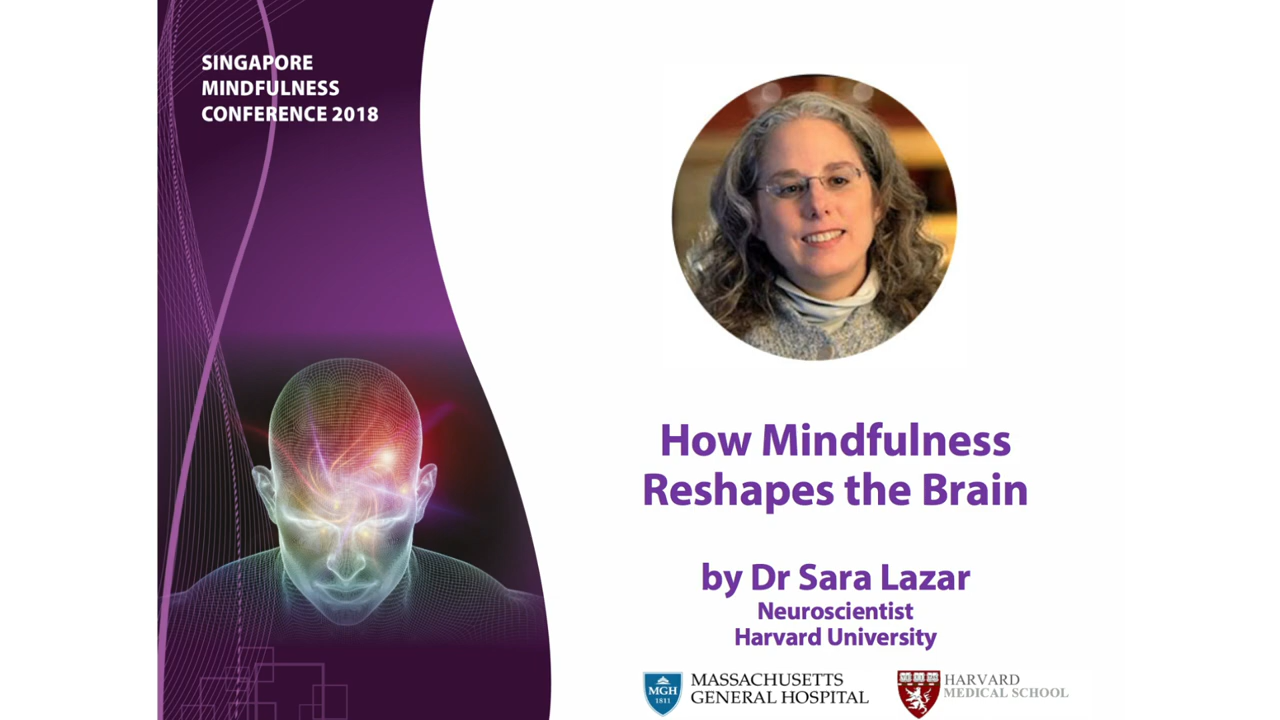 SINGAPORE
MINDFULNESS
CONFERENCE 2018
How Mindfulness
Reshapes the Brain
by Dr Sara Lazar
Neuroscientist
Harvard University
MGH
1811
MASSACHUSETTS
GENERAL HOSPITAL
HARVARD
MEDICAL SCHOOL